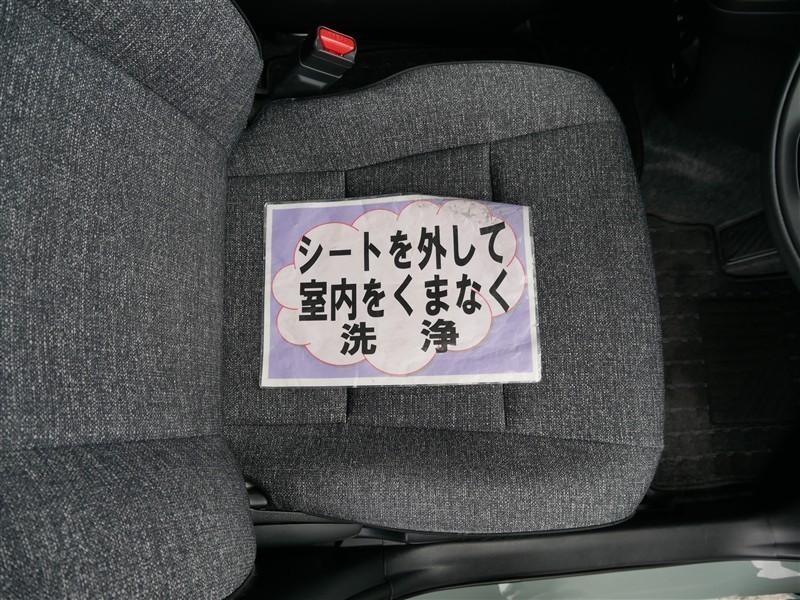 シートを外して
室内をくまなく
洗 浄